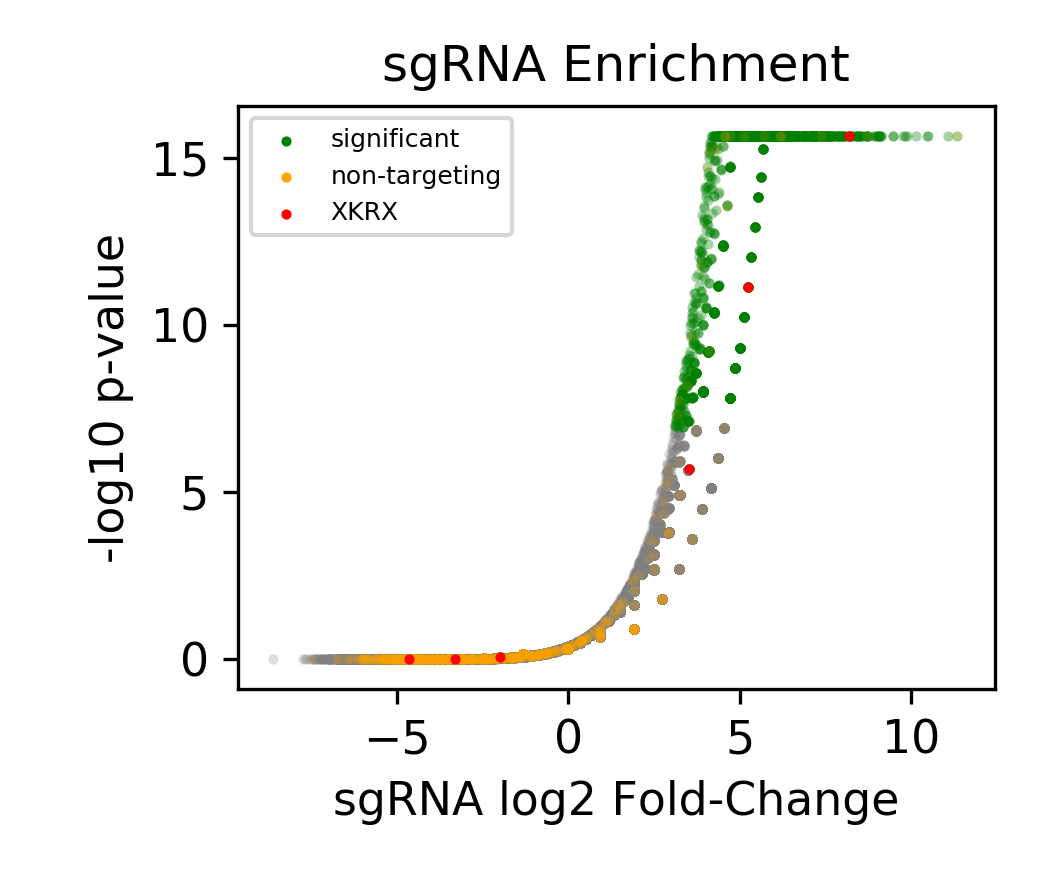 sgRNA Enrichment
significant
non-targeting
XKRX
15
10
5
0
-log10 p-value
−5 0 5 10
sgRNA log2 Fold-Change